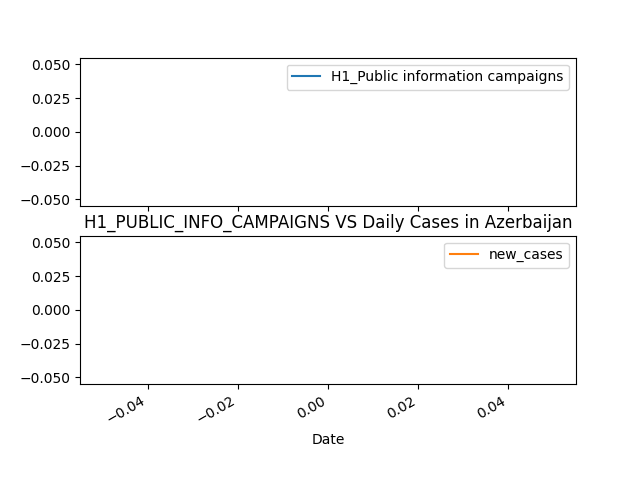 0.050
H1_Public information campaigns
0.025
0.000
−0.025
−0.050
H1_PUBLIC_INFO_CAMPAIGNS VS Daily Cases in Azerbaijan
0.050
new_cases
0.025
0.000
−0.025
−0.050
−0.04 −0.02 0.00 0.02 0.04
Date